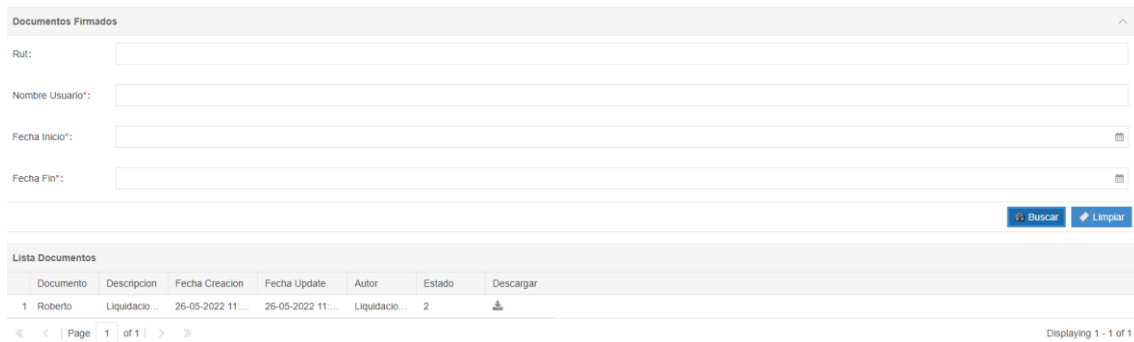 Documentos Firmados
Rut:
Nombre Usuario*:
Fecha Inicio*:
Fecha Fin*:
Buscar Limpiar
Lista Documentos
Documento Descripcion Fecha Creacion Fecha Update Autor Estado Descargar
1 Roberto Liquidacio... 26-05-2022 11:... 26-05-2022 11:... Liquidacio... 2
Page 1 of 1 Displaying 1 - 1 of 1